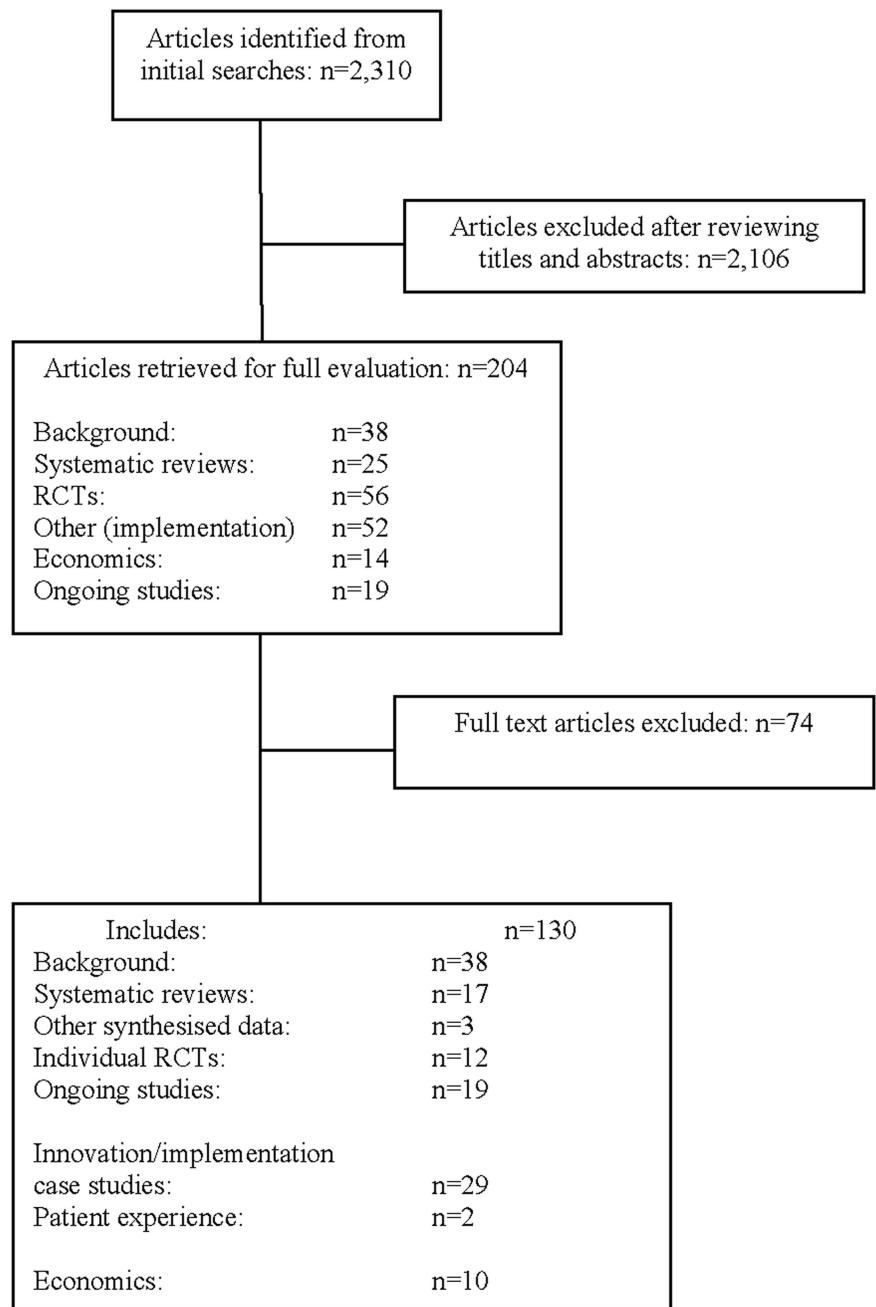 Articles identified from
initial searches: n=2,310
Articles excluded after reviewing
titles and abstracts: n=2,106
Articles retrieved for full evaluation: n=204
Background: n=38
Systematic reviews: n=25
RCTs: n=56
Other (implementation) n=52
Economics: n=14
Ongoing studies: n=19
Full text articles excluded: n=74
Includes: n=130
Background: n=38
Systematic reviews: n=17
Other synthesised data: n=3
Individual RCTs: n=12
Ongoing studies: n=19
Innovation/implementation
case studies: n=29
Patient experience: n=2
Economics: n=10